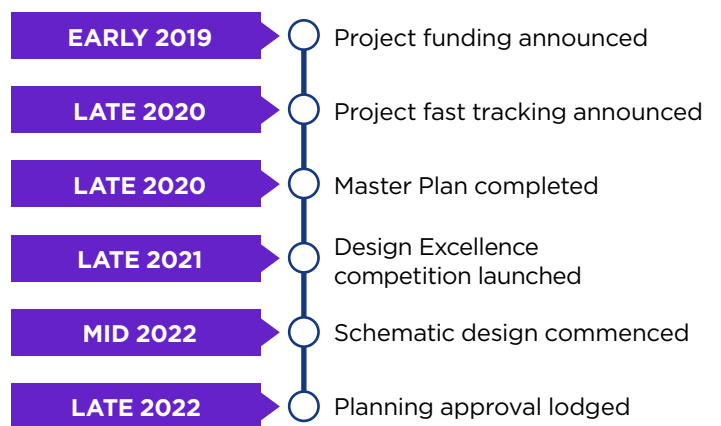 EARLY 2019
Project funding announced
LATE 2020
Project fast tracking announced
LATE 2020
Master Plan completed
LATE 2021
Design Excellence
competition launched
MID 2022
Schematic design commenced
LATE 2022
Planning approval lodged